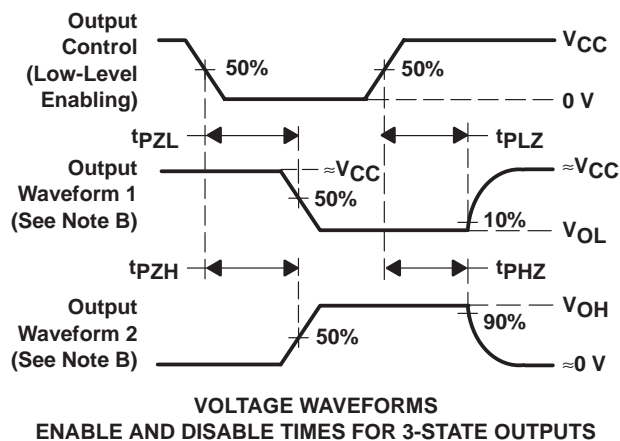 Output
Control
(Low-Level
Enabling)
50%
50%
VCC
0 V
tPZL
tPLZ
Output
Waveform 1
(See Note B)
≈VCC
50%
≈VCC
10%
VOL
tPZH
tPHZ
Output
Waveform 2
(See Note B)
50%
VOH
90%
≈0 V
VOLTAGE WAVEFORMS
ENABLE AND DISABLE TIMES FOR 3-STATE OUTPUTS